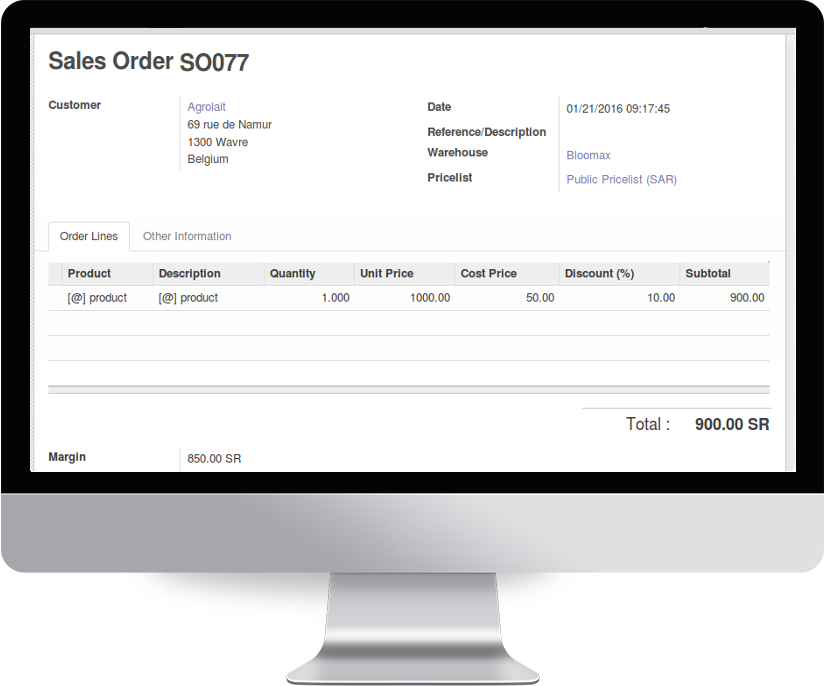 Sales Order SO077
Customer
Agrolait
69 rue de Namur
1300 Wavre
Belgium
Date 01/21/2016 09:17:45
Reference/Description
Warehouse Bloomax
Pricelist Public Pricelist (SAR)
Order Lines Other Information
Product Description Quantity Unit Price Cost Price Discount (%) Subtotal
[@] product [@] product 1.000 1000.00 50.00 10.00 900.00
Total : 900.00 SR
Margin 850.00 SR